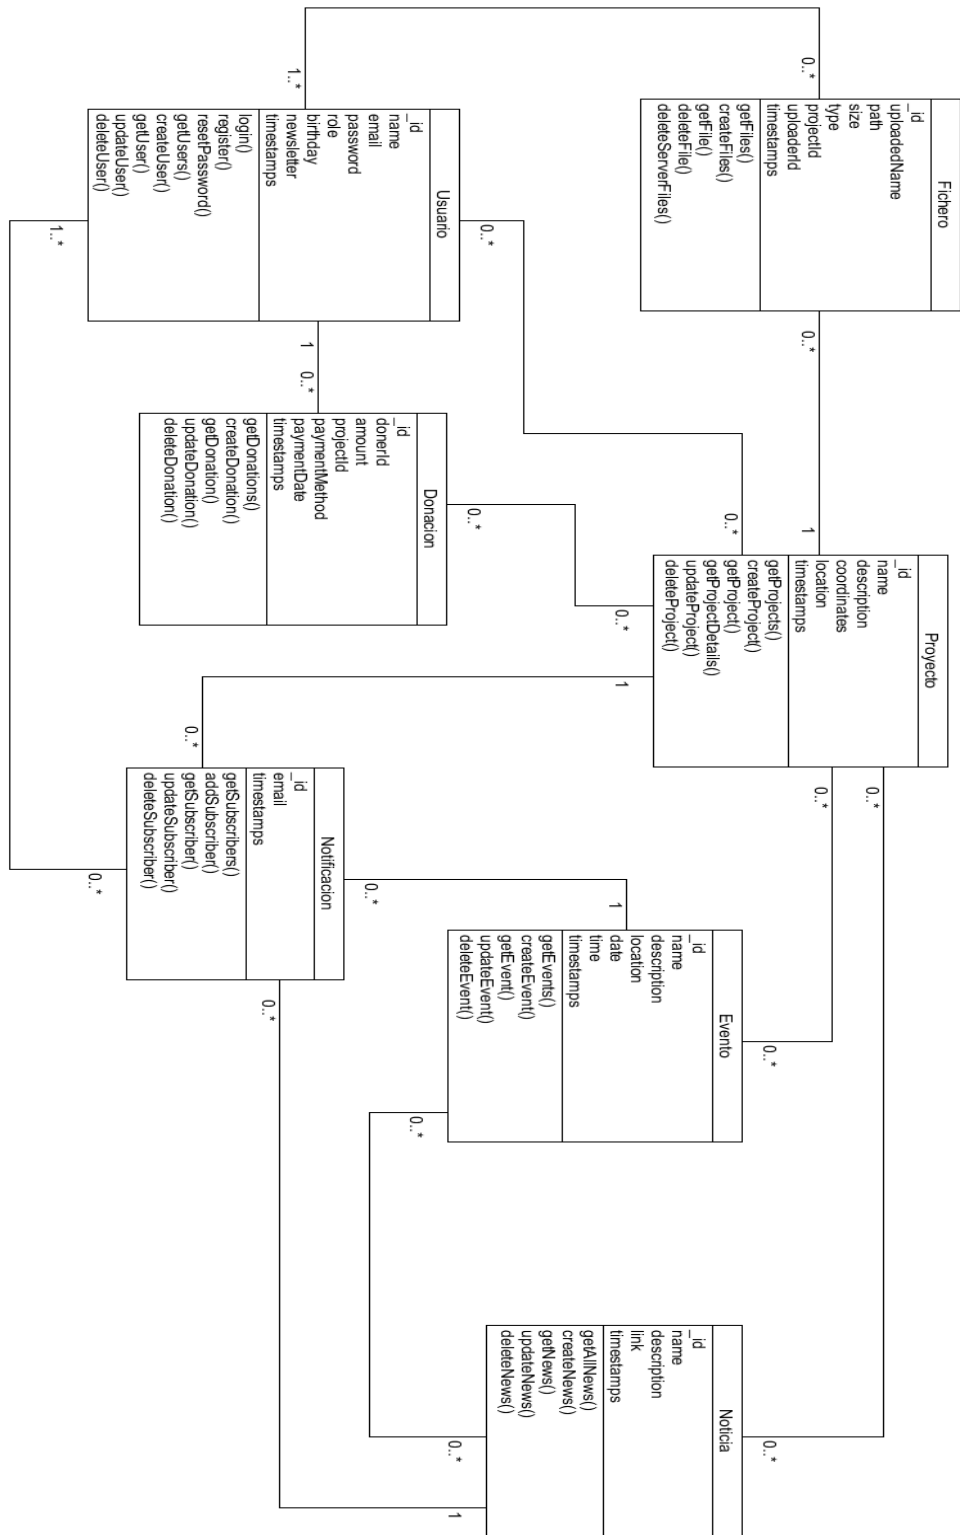 Fichero
_id
uploadedName
path
size
type
projectId
uploaderId
timestamps
getFiles()
createFIles()
getFile()
deleteFile()
deleteServerFiles()
0..*
0..*
Usuario
_id
name
email
password
role
birthday
newsletter
timestamps
login()
register()
resetPassword()
getUsers()
createUser()
getUser()
updateUser()
deleteUser()
1..*
0..*
1
1..*
Donacion
_id
donerId
amount
projectId
paymentMethod
paymentDate
timestamps
getDonations()
createDonation()
getDonation()
updateDonation()
deleteDonation()
0..*
0..*
Proyecto
_id
name
description
coordinates
location
timestamps
getProjects()
createProject()
getProject()
getProjectDetails()
updateProject()
deleteProject()
1
0..*
0..*
1
0..*
0..*
Notificacion
_id
email
timestamps
getSubscribers()
addSubscriber()
getSubscriber()
updateSubscriber()
deleteSubscriber()
0..*
0..*
0..*
0..*
Evento
_id
name
description
location
date
time
timestamps
getEvents()
createEvent()
getEvent()
updateEvent()
deleteEvent()
1
0..*
0..*
Noticia
_id
name
description
link
timestamps
getAllNews()
createNews()
getNews()
updateNews()
deleteNews()
0..*
0..*
1